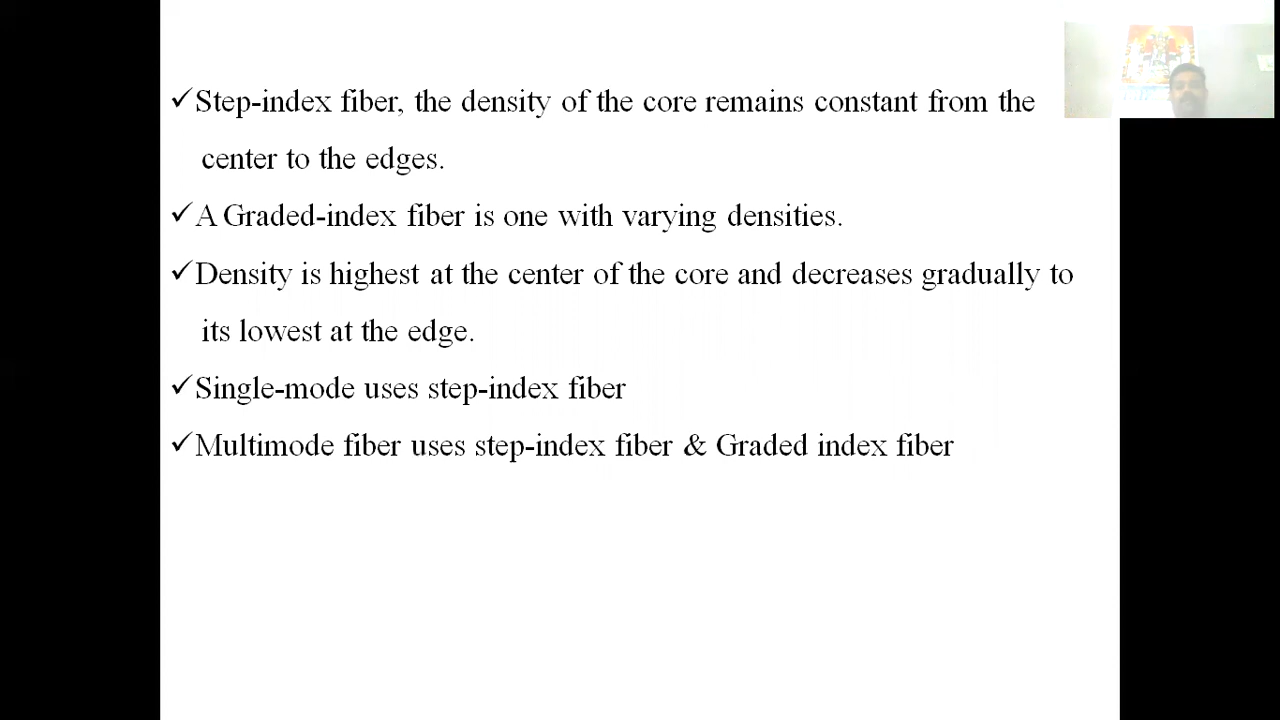 ✓Step-index fiber, the density of the core remains constant from the
center to the edges.
✓A Graded-index fiber is one with varying densities.
✓Density is highest at the center of the core and decreases gradually to
its lowest at the edge.
✓Single-mode uses step-index fiber
✓Multimode fiber uses step-index fiber & Graded index fiber